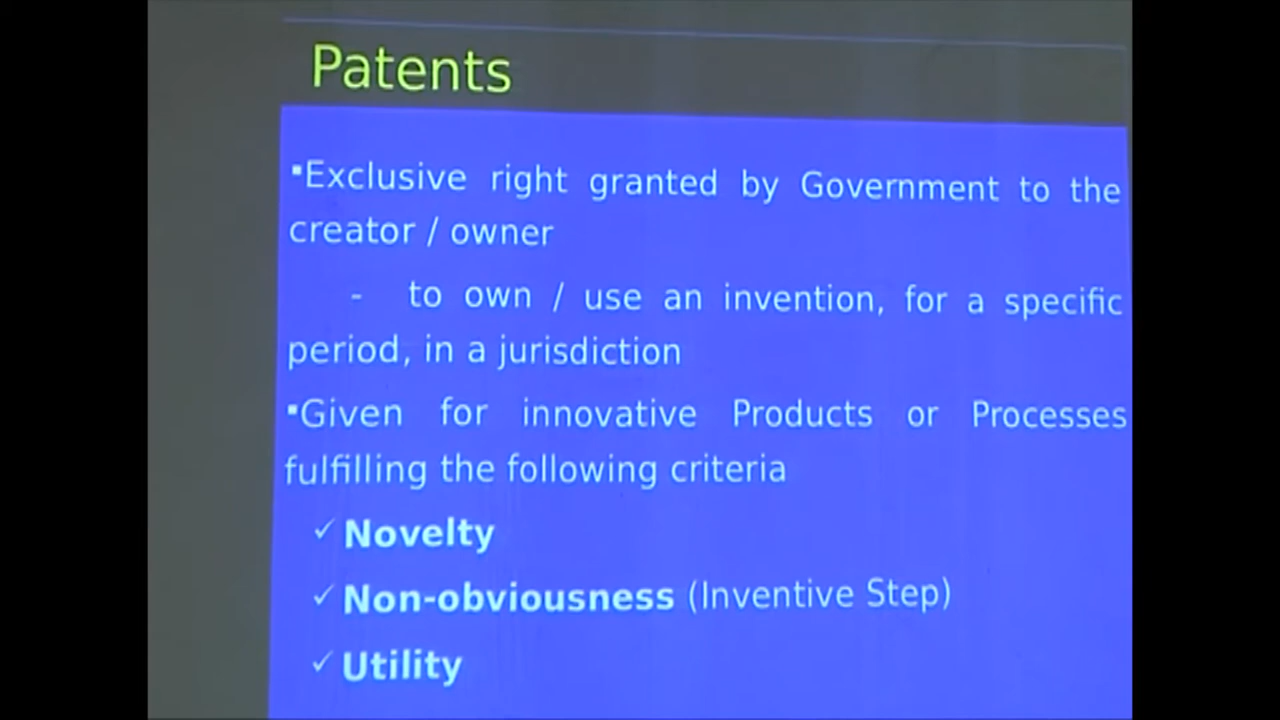 Patents
▪Exclusive right granted by Government to the
creator / owner
- to own / use an invention, for a specific
period, in a jurisdiction
▪Given for innovative Products or Processes
fulfilling the following criteria
✓ Novelty
✓ Non-obviousness (Inventive Step)
✓ Utility